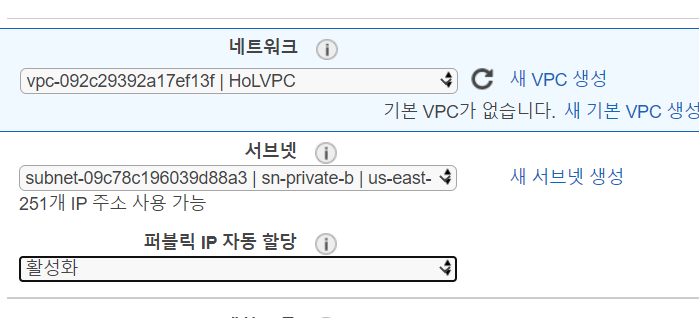 네트워크
vpc-092c29392a17ef13f | HoLVPC
새 VPC 생성
기본 VPC가 없습니다. 새 기본 VPC 생성
서브넷
subnet-09c78c196039d88a3 | sn-private-b | us-east-
새 서브넷 생성
251개 IP 주소 사용 가능
퍼블릭 IP 자동 할당
활성화